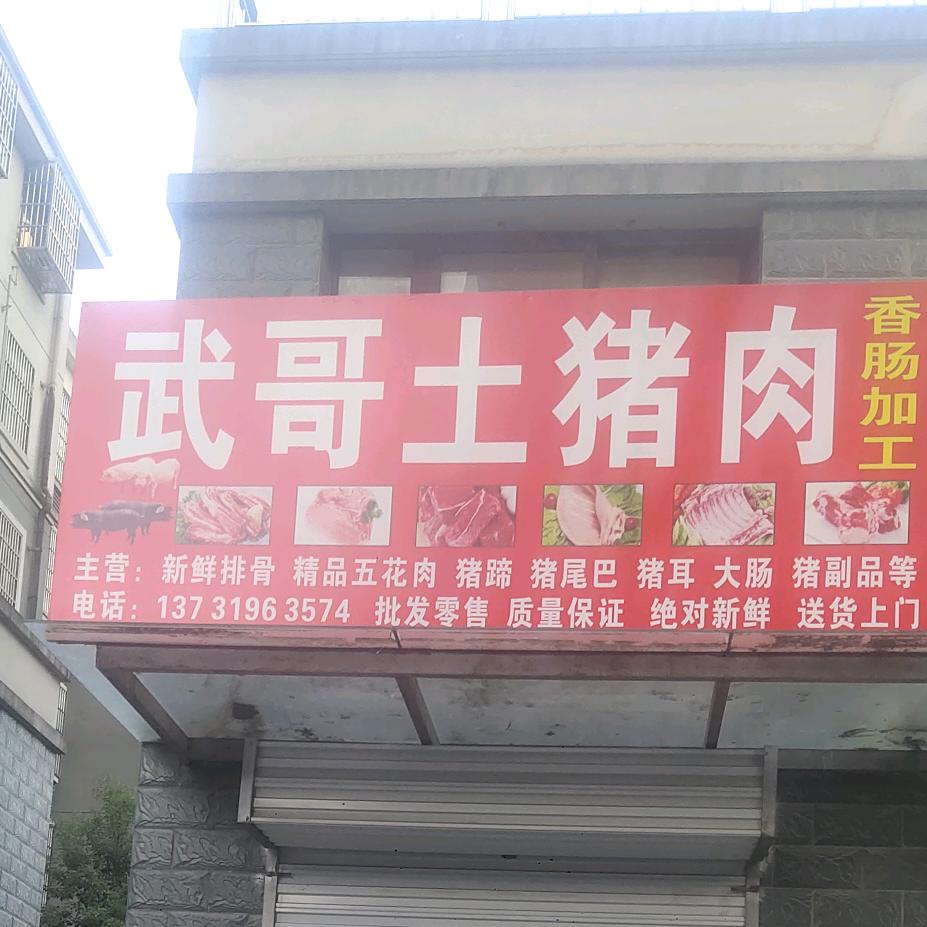 武哥土猪肉
香肠加工
主营：新鲜排骨 精品五花肉 猪蹄 猪尾巴 猪耳 大肠 猪副品等
电话：137 3196 3574 批发零售 质量保证 绝对新鲜 送货上门